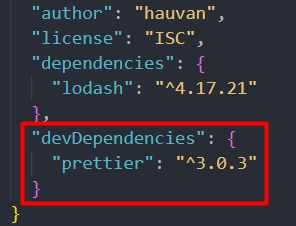 "author": "hauvan",
"license": "ISC",
"dependencies": {
"lodash": "^4.17.21"
},
"devDependencies": {
"prettier": "^3.0.3"
}
}